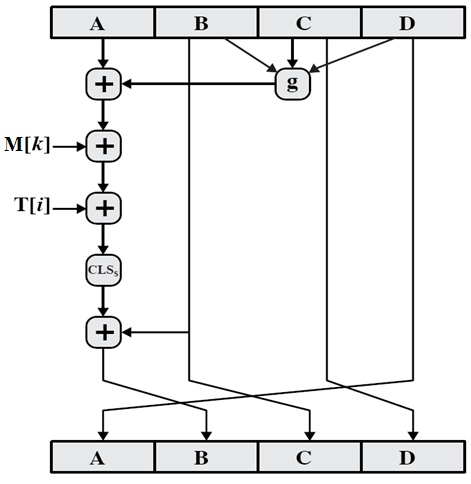 A B C D
+ g
M[k] +
T[i] +
CLSs
+
A B C D